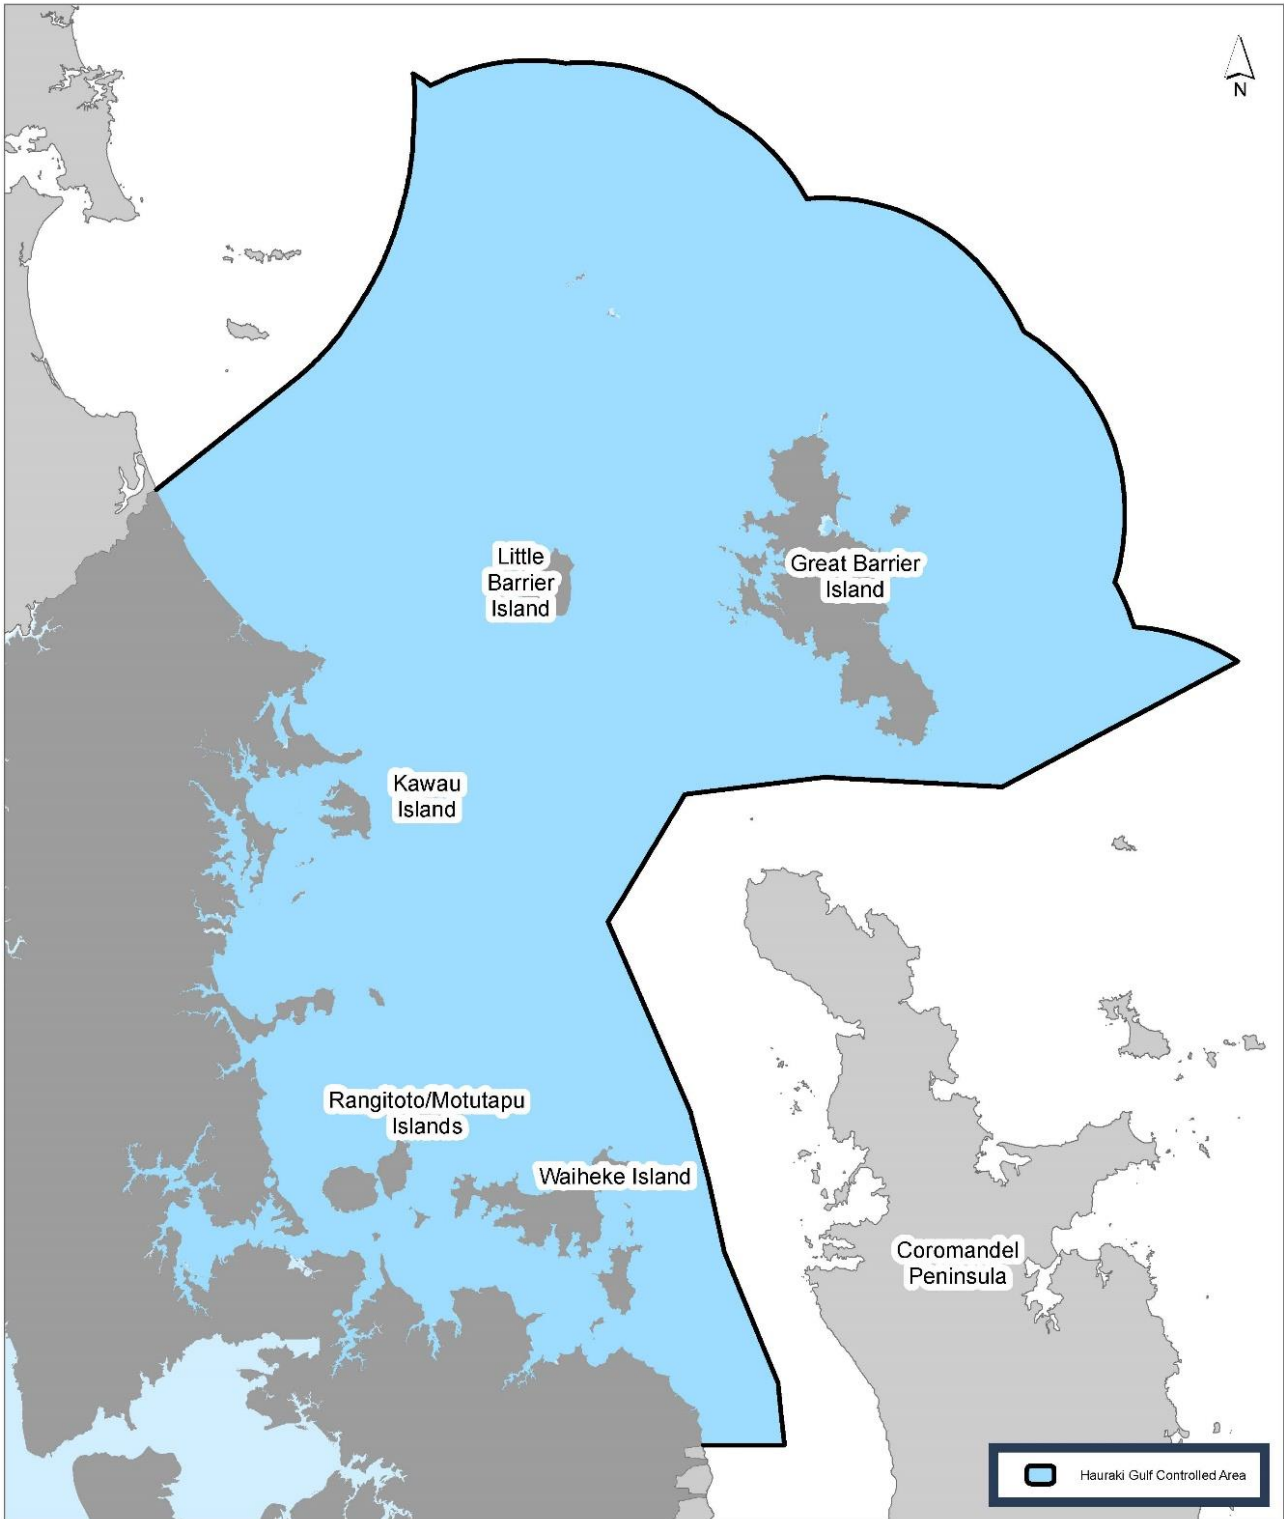 N
Little
Barrier
Island
Great Barrier
Island
Kawau
Island
Rangitoto/Motutapu
Islands
Waiheke Island
Coromandel
Peninsula
Hauraki Gulf Controlled Area